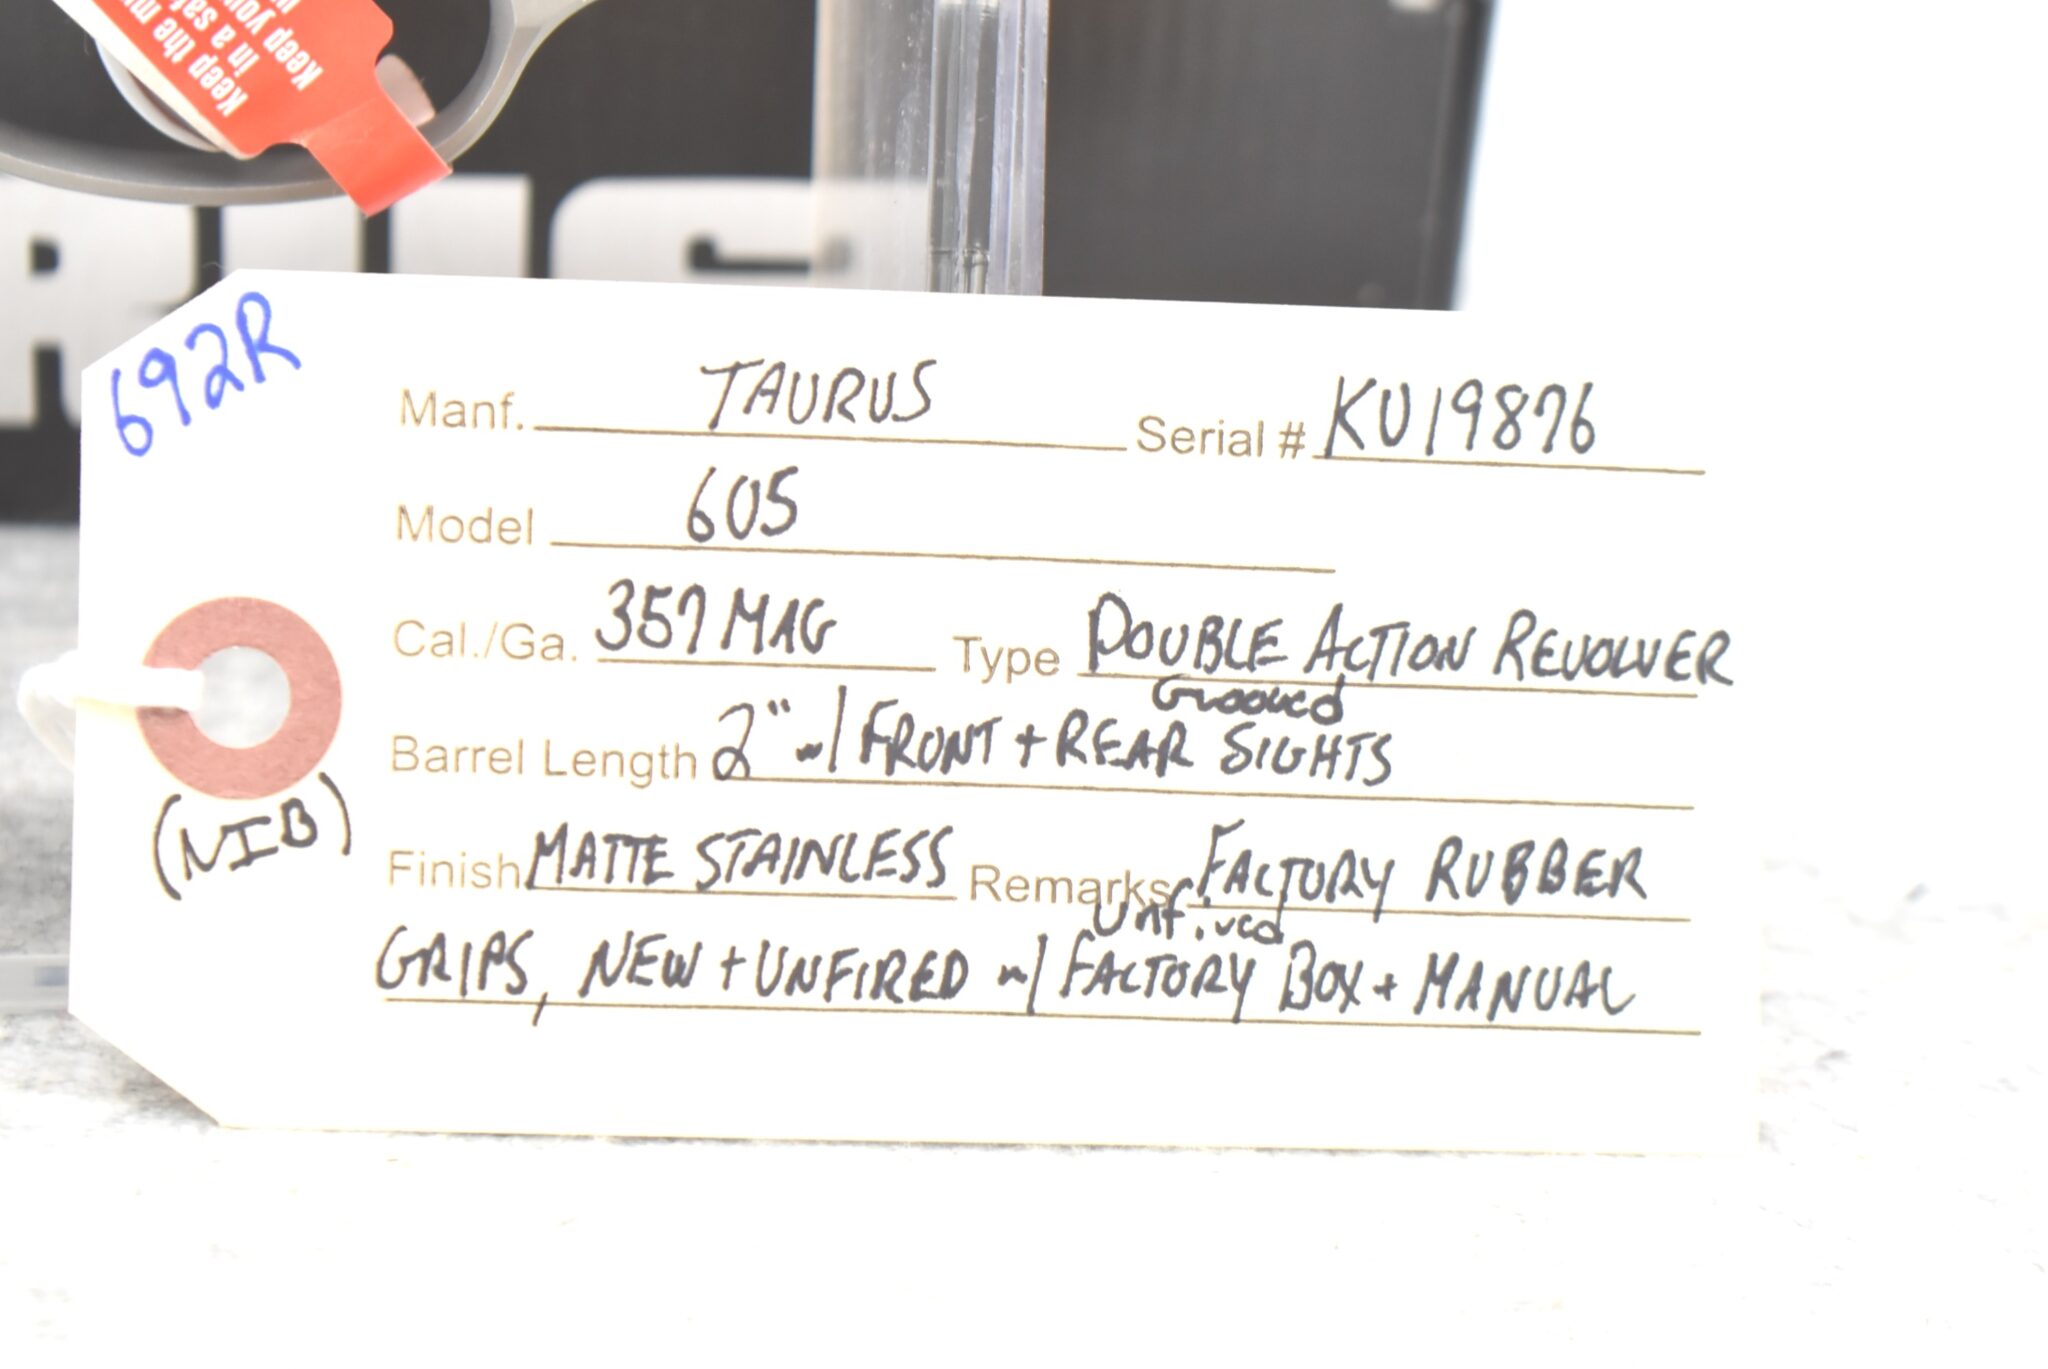 Keep the mu
in a saf
Keep you
RUS
692R
Manf. TAURUS Serial # KU19876
Model 605
Cal./Ga. 357 MAG Type DOUBLE ACTION REVOLVER
Grooved
Barrel Length 2" w/ FRONT + REAR SIGHTS
(NIB)
Finish MATTE STAINLESS Remarks FACTORY RUBBER
Unfired
GRIPS, NEW + UNFIRED w/ FACTORY BOX + MANUAL